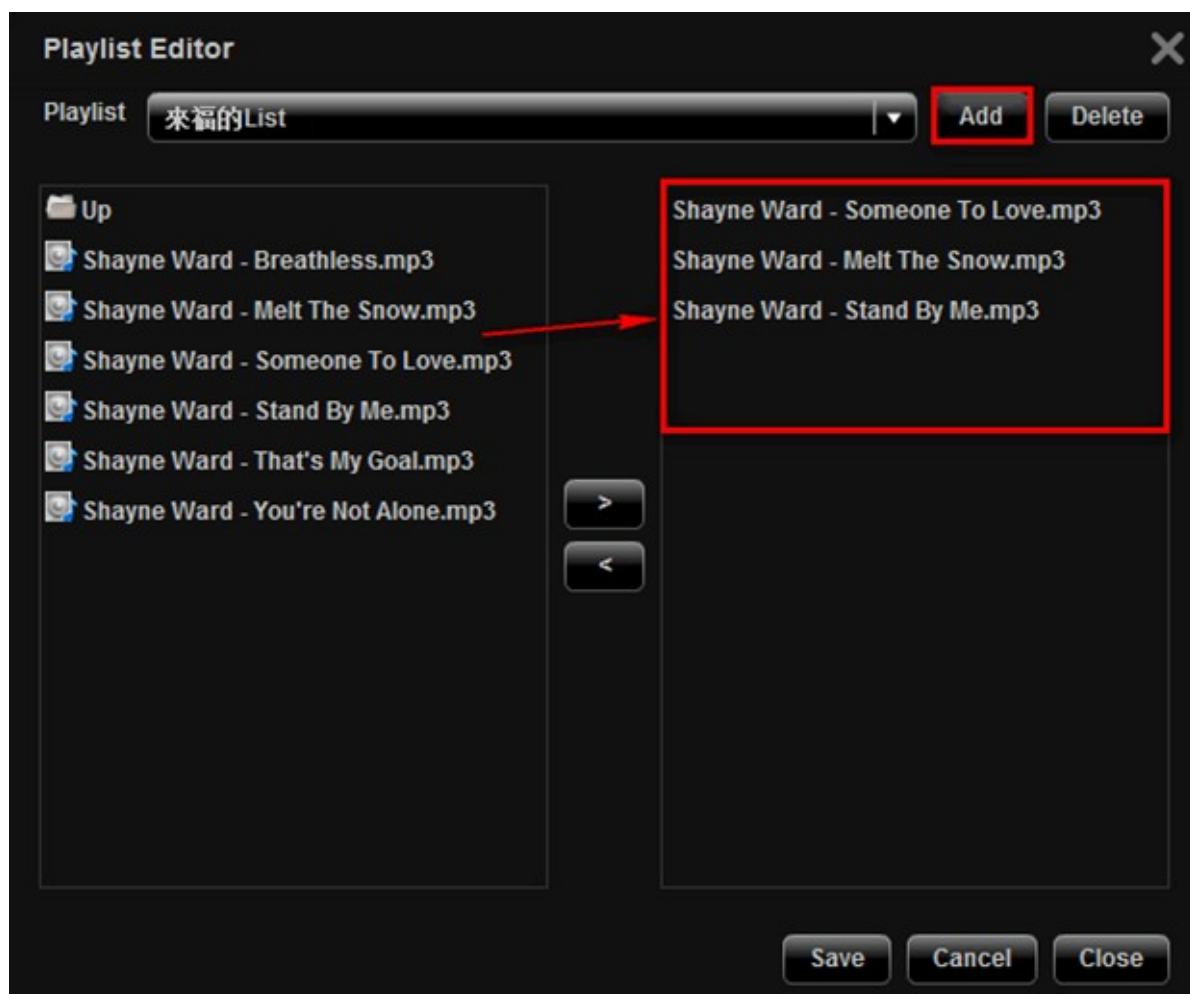 Playlist Editor
Playlist 來福的List Add Delete
Up
Shayne Ward - Breathless.mp3
Shayne Ward - Melt The Snow.mp3
Shayne Ward - Someone To Love.mp3
Shayne Ward - Stand By Me.mp3
Shayne Ward - That's My Goal.mp3
Shayne Ward - You're Not Alone.mp3
>
<
Shayne Ward - Someone To Love.mp3
Shayne Ward - Melt The Snow.mp3
Shayne Ward - Stand By Me.mp3
Save Cancel Close